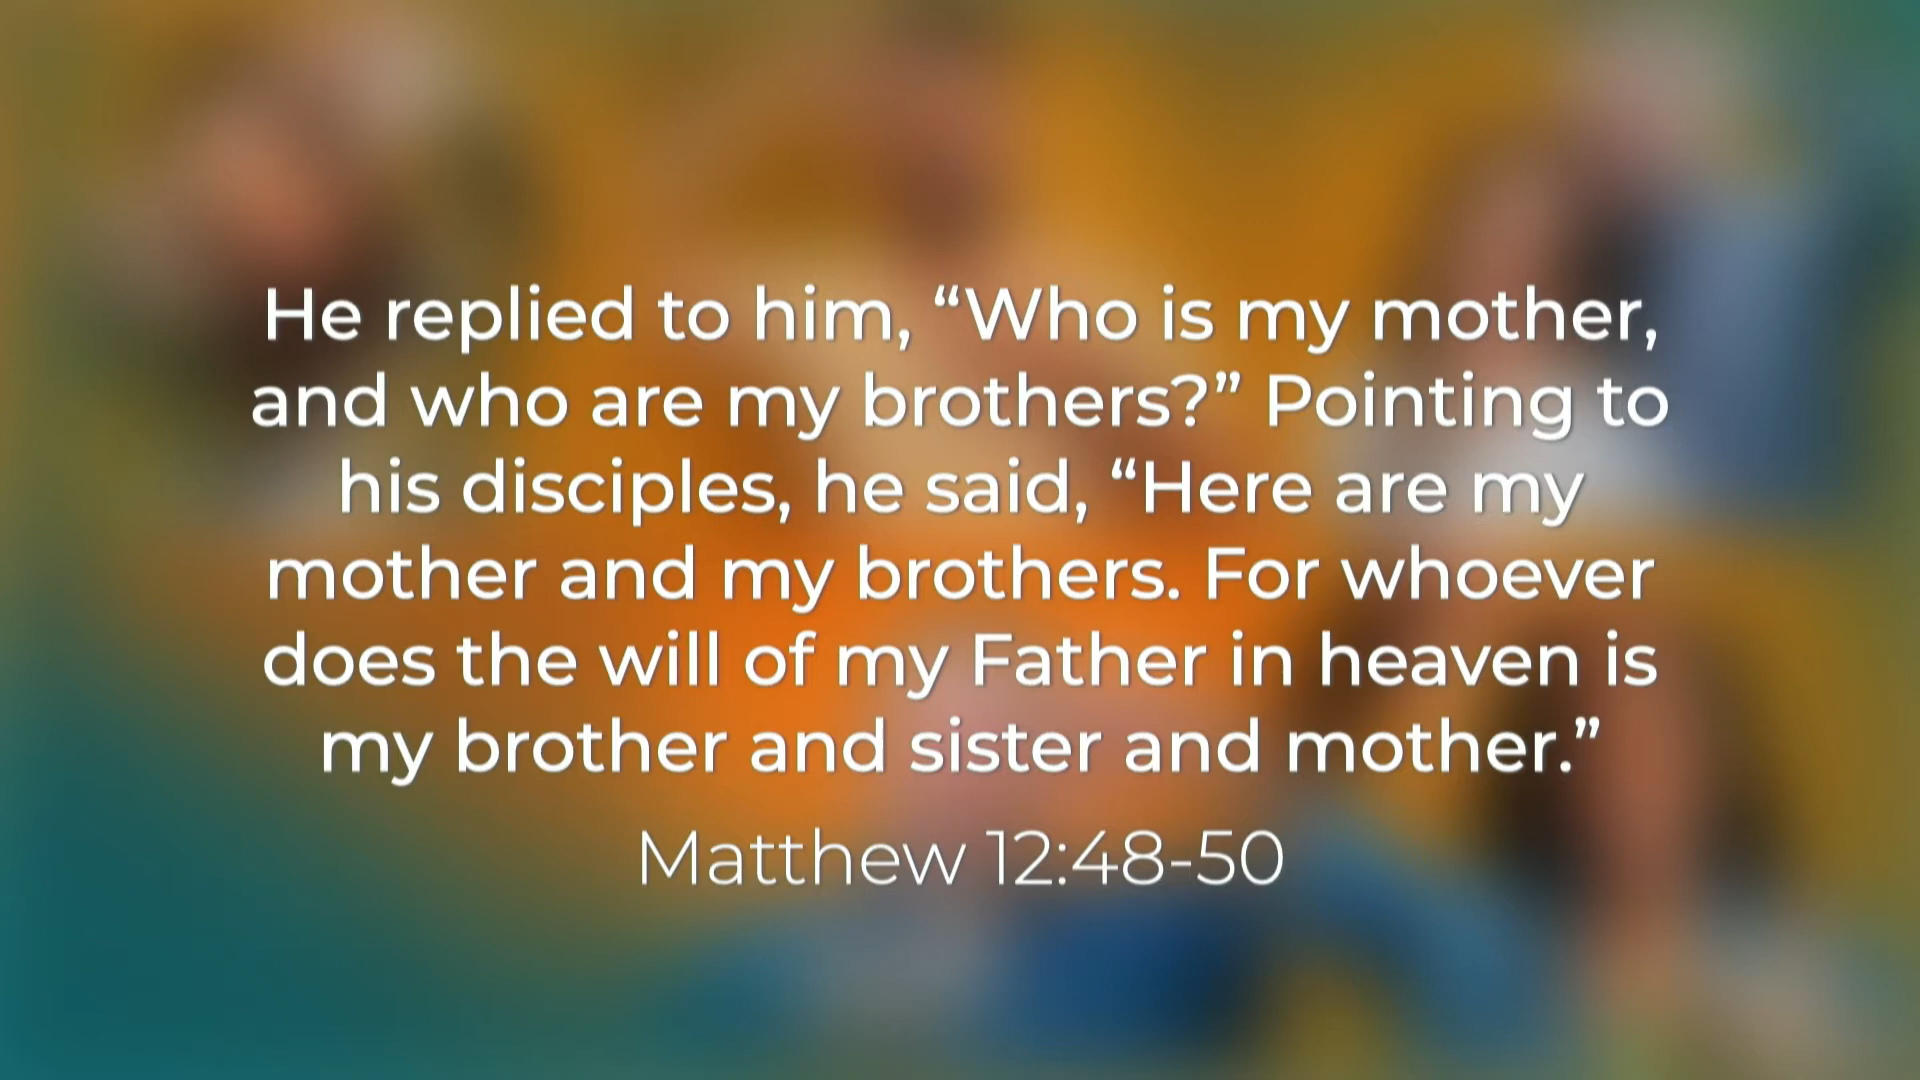 He replied to him, “Who is my mother,
and who are my brothers?” Pointing to
his disciples, he said, “Here are my
mother and my brothers. For whoever
does the will of my Father in heaven is
my brother and sister and mother.”
Matthew 12:48-50